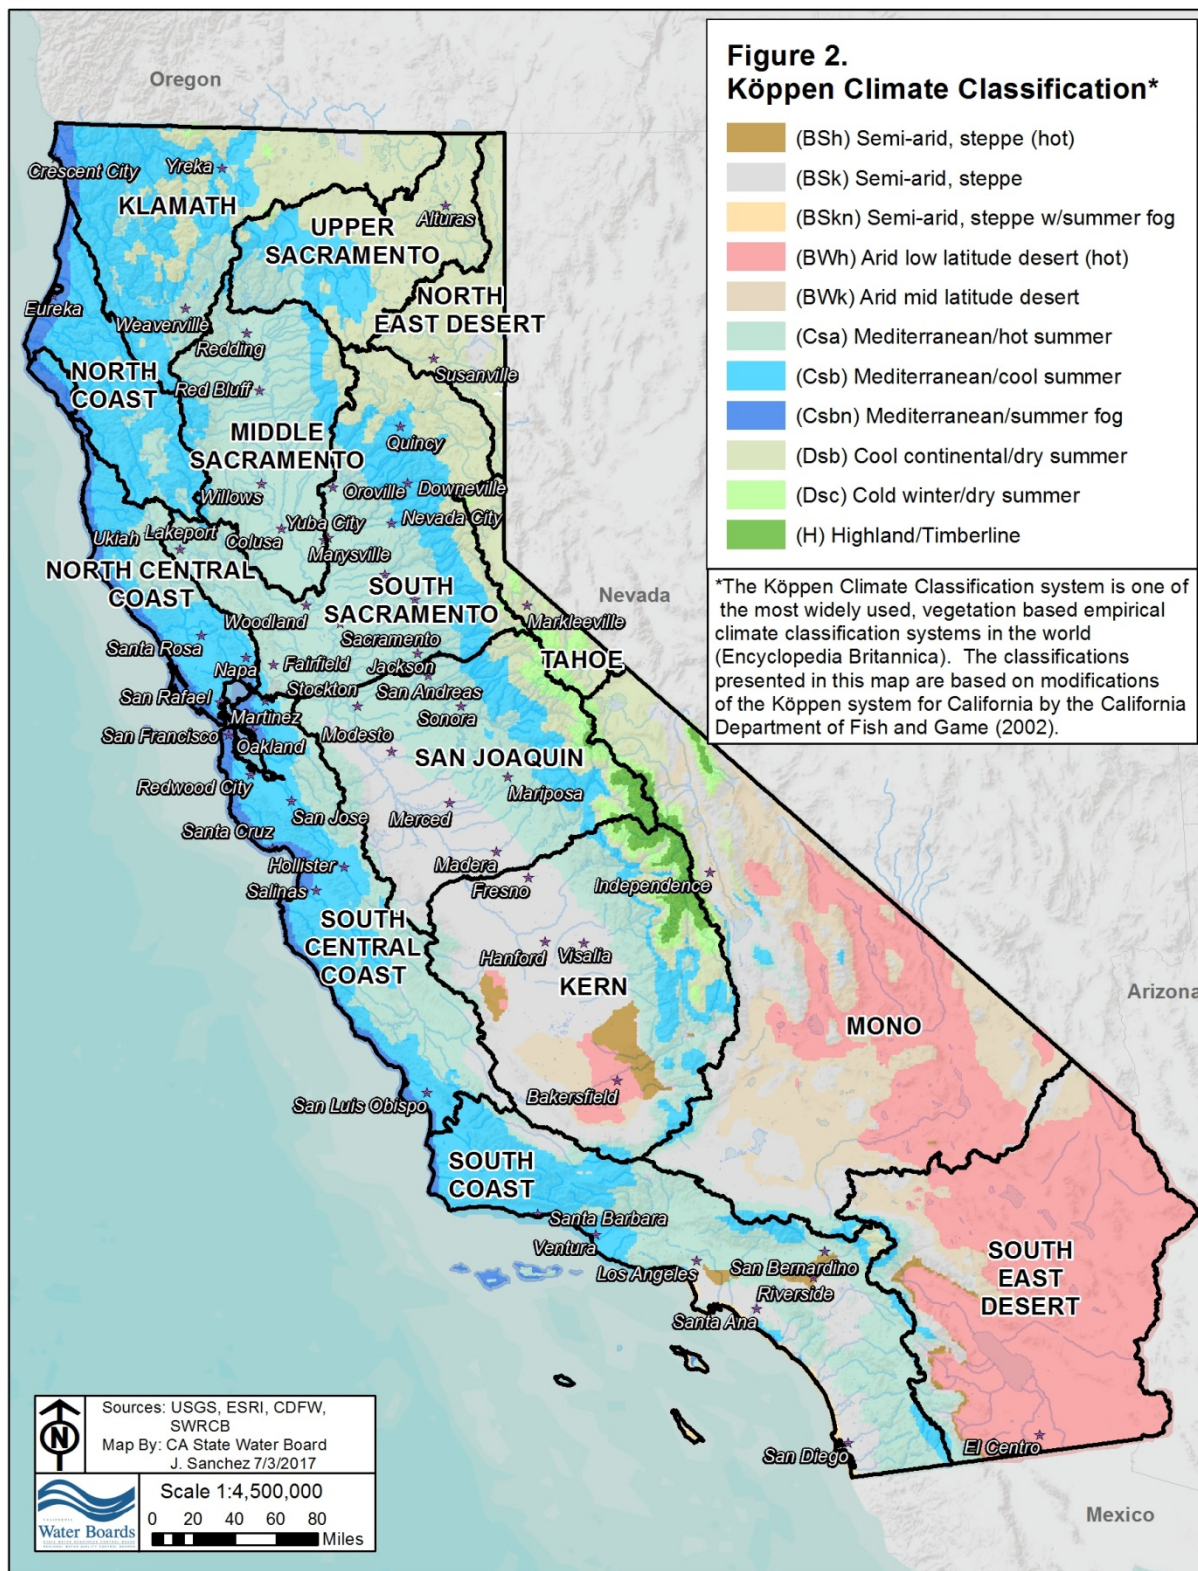 Figure 2.
Köppen Climate Classification*
(BSh) Semi-arid, steppe (hot)
(BSk) Semi-arid, steppe
(BSkn) Semi-arid, steppe w/summer fog
(BWh) Arid low latitude desert (hot)
(BWk) Arid mid latitude desert
(Csa) Mediterranean/hot summer
(Csb) Mediterranean/cool summer
(Csbn) Mediterranean/summer fog
(Dsb) Cool continental/dry summer
(Dsc) Cold winter/dry summer
(H) Highland/Timberline
*The Köppen Climate Classification system is one of
the most widely used, vegetation based empirical
climate classification systems in the world
(Encyclopedia Britannica). The classifications
presented in this map are based on modifications
of the Köppen system for California by the California
Department of Fish and Game (2002).
Oregon
Crescent City
Yreka
KLAMATH
Alturas
UPPER
SACRAMENTO
NORTH
EAST DESERT
Eureka
Weaverville
Redding
Susanville
NORTH
COAST
Red Bluff
MIDDLE
SACRAMENTO
Quincy
Willows
Oroville
Downeville
Yuba City
Nevada City
Ukiah
Lakeport
Colusa
Marysville
NORTH CENTRAL
COAST
SOUTH
SACRAMENTO
Nevada
Woodland
Markleeville
Santa Rosa
Sacramento
TAHOE
Napa
Fairfield
Jackson
Stockton
San Andreas
San Rafael
Martinez
Sonora
San Francisco
Oakland
Modesto
SAN JOAQUIN
Redwood City
Mariposa
San Jose
Merced
Santa Cruz
Hollister
Madera
Fresno
Independence
Salinas
SOUTH
CENTRAL
COAST
Hanford
Visalia
KERN
Arizona
MONO
San Luis Obispo
Bakersfield
SOUTH
COAST
Santa Barbara
Ventura
Los Angeles
San Bernardino
Riverside
Santa Ana
SOUTH
EAST
DESERT
San Diego
El Centro
Mexico
N
Sources: USGS, ESRI, CDFW,
SWRCB
Map By: CA State Water Board
J. Sanchez 7/3/2017
Water Boards
Scale 1:4,500,000
0 20 40 60 80
Miles